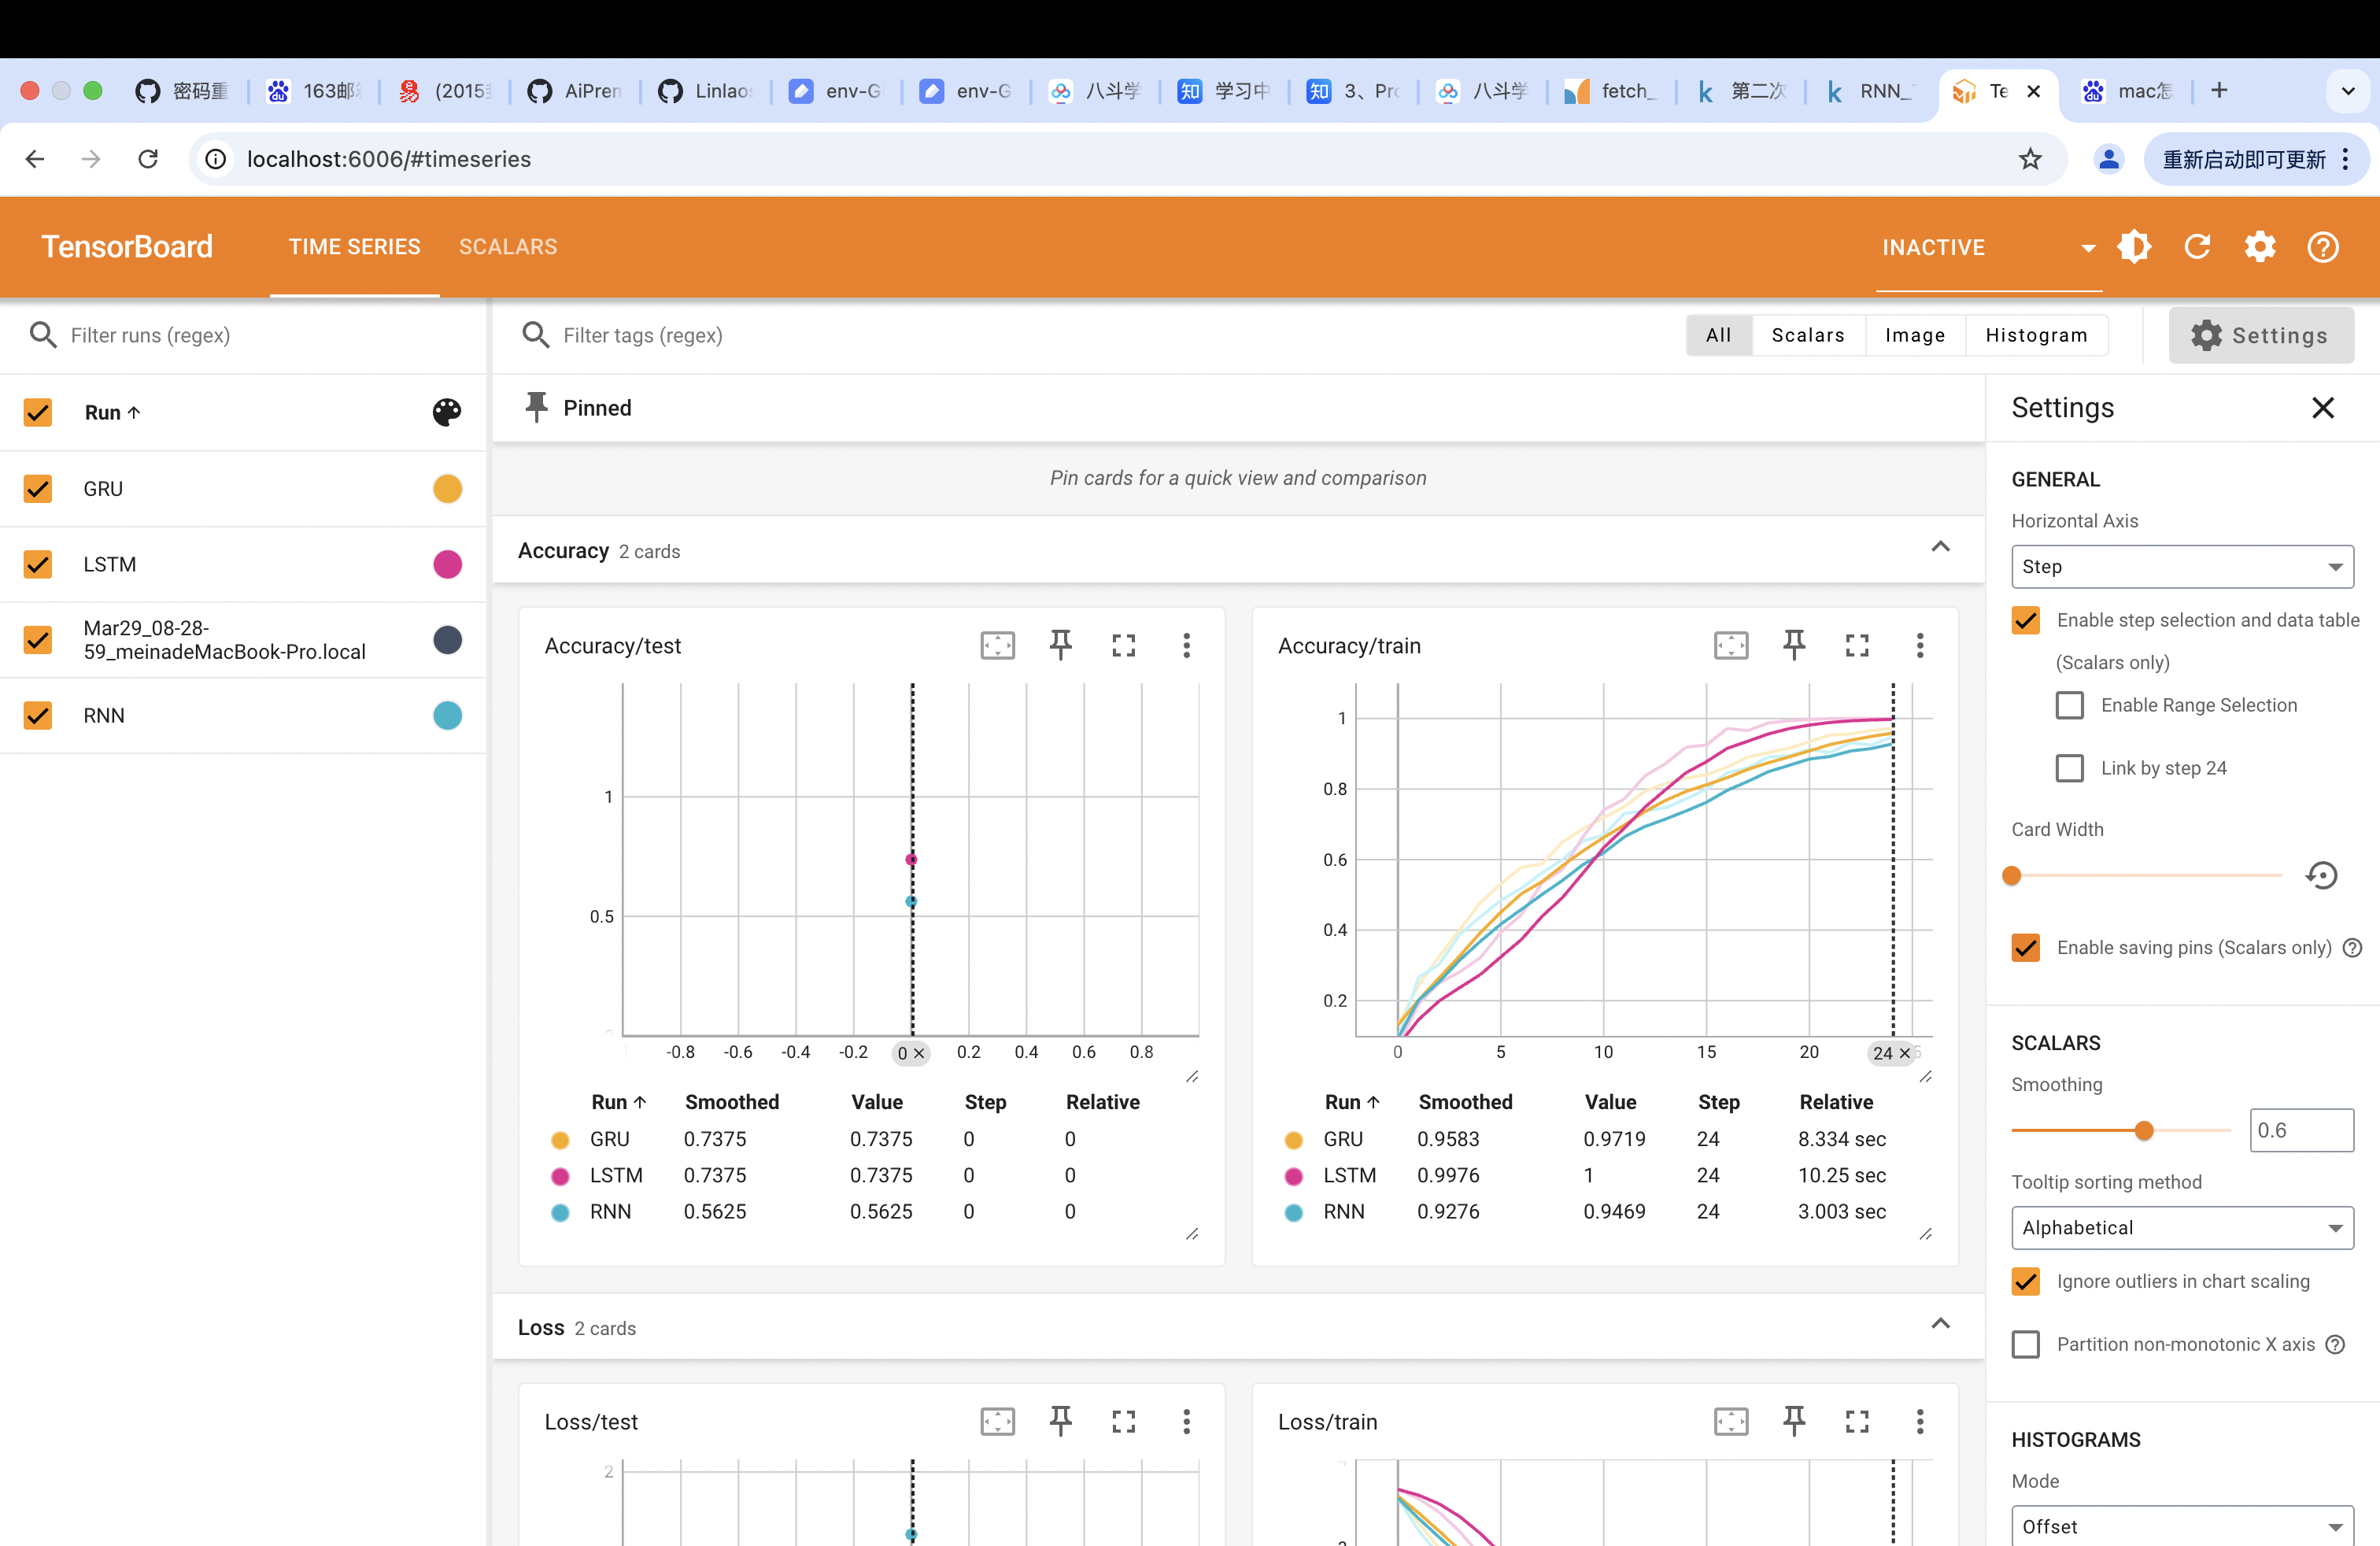 密码重
163邮
(2015
AiPrem
Linlao
env-G
env-G
八斗学
学习中
3、Pr
八斗学
fetch_
第二次
RNN_
Te
mac怎
localhost:6006/#timeseries
重新启动即可更新
TensorBoard
TIME SERIES
SCALARS
INACTIVE
Filter runs (regex)
Filter tags (regex)
All
Scalars
Image
Histogram
Settings
Run
GRU
LSTM
Mar29_08-28-
59_meinadeMacBook-Pro.local
RNN
Pinned
Pin cards for a quick view and comparison
Accuracy 2 cards
Accuracy/test
1
0.5
-0.8 -0.6 -0.4 -0.2 0 0.2 0.4 0.6 0.8
Run Smoothed Value Step Relative
GRU 0.7375 0.7375 0 0
LSTM 0.7375 0.7375 0 0
RNN 0.5625 0.5625 0 0
Accuracy/train
1
0.8
0.6
0.4
0.2
0 5 10 15 20 24
Run Smoothed Value Step Relative
GRU 0.9583 0.9719 24 8.334 sec
LSTM 0.9976 1 24 10.25 sec
RNN 0.9276 0.9469 24 3.003 sec
Loss 2 cards
Loss/test
2
Loss/train
Settings
GENERAL
Horizontal Axis
Step
Enable step selection and data table
(Scalars only)
Enable Range Selection
Link by step 24
Card Width
Enable saving pins (Scalars only)
SCALARS
Smoothing
0.6
Tooltip sorting method
Alphabetical
Ignore outliers in chart scaling
Partition non-monotonic X axis
HISTOGRAMS
Mode
Offset